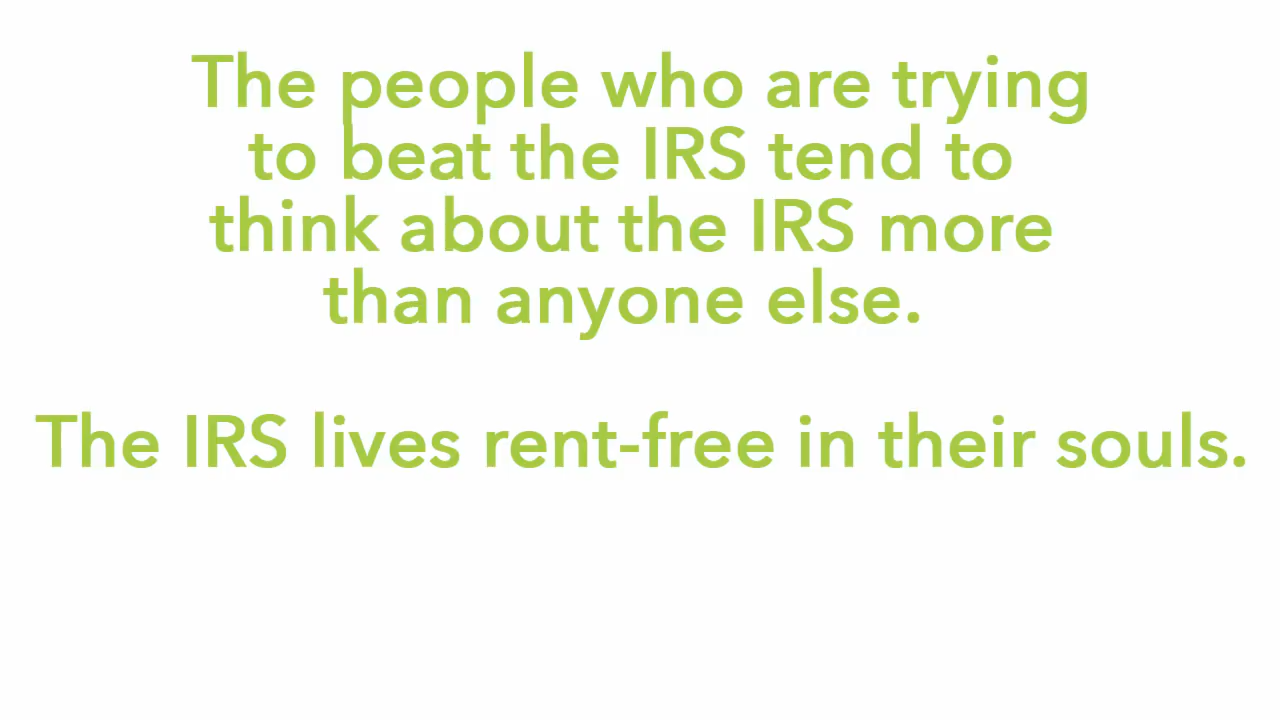 The people who are trying
to beat the IRS tend to
think about the IRS more
than anyone else.
The IRS lives rent-free in their souls.